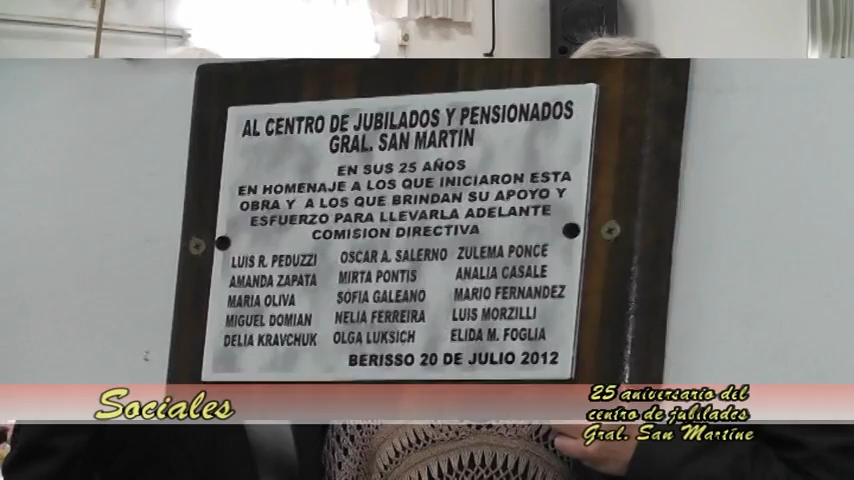 AL CENTRO DE JUBILADOS Y PENSIONADOS
GRAL. SAN MARTIN
EN SUS 25 AÑOS
EN HOMENAJE A LOS QUE INICIARON ESTA
OBRA Y A LOS QUE BRINDAN SU APOYO Y
ESFUERZO PARA LLEVARLA ADELANTE
COMISION DIRECTIVA
LUIS R. PEDUZZI OSCAR A. SALERNO ZULEMA PONCE
AMANDA ZAPATA MIRTA PONTIS ANALIA CASALE
MARIA OLIVA SOFIA GALEANO MARIO FERNANDEZ
MIGUEL DOMIAN NELIA FERREIRA LUIS MORZILLI
DELIA KRAVCHUK OLGA LUKSICH ELIDA M. FOGLIA
BERISSO 20 DE JULIO 2012
Sociales
25 aniversario del
centro de jubilados
Gral. San Martine